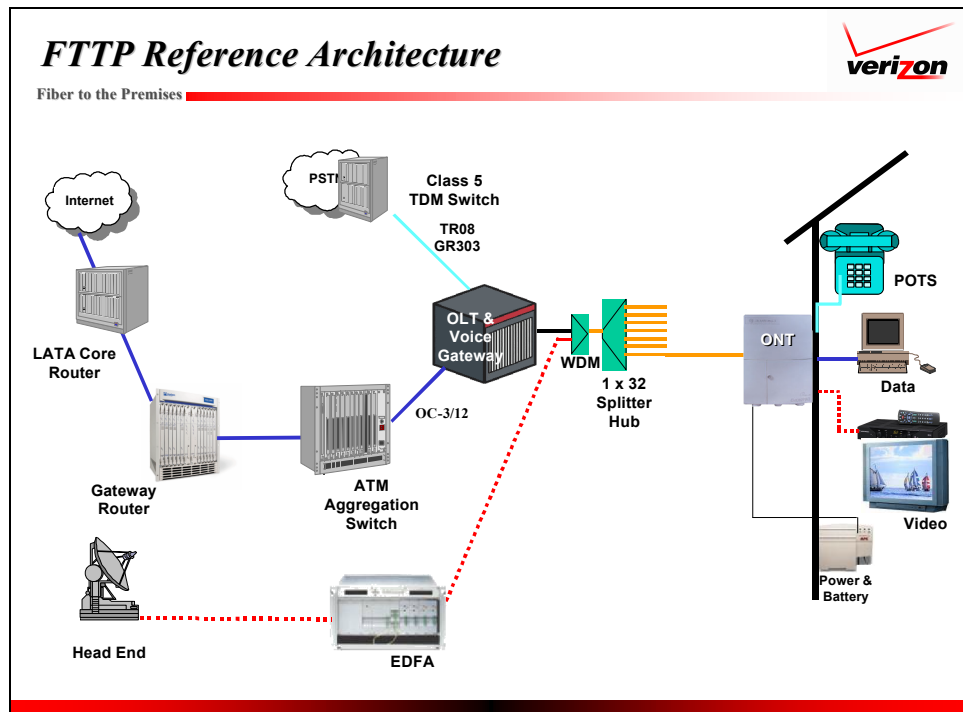 FTTP Reference Architecture
verizon
Fiber to the Premises
Internet
PSTN
Class 5
TDM Switch
TR08
GR303
POTS
OLT &
Voice
Gateway
ONT
LATA Core
Router
WDM
1 x 32
Splitter
Hub
Data
OC-3/12
Gateway
Router
ATM
Aggregation
Switch
Video
Power &
Battery
Head End
EDFA